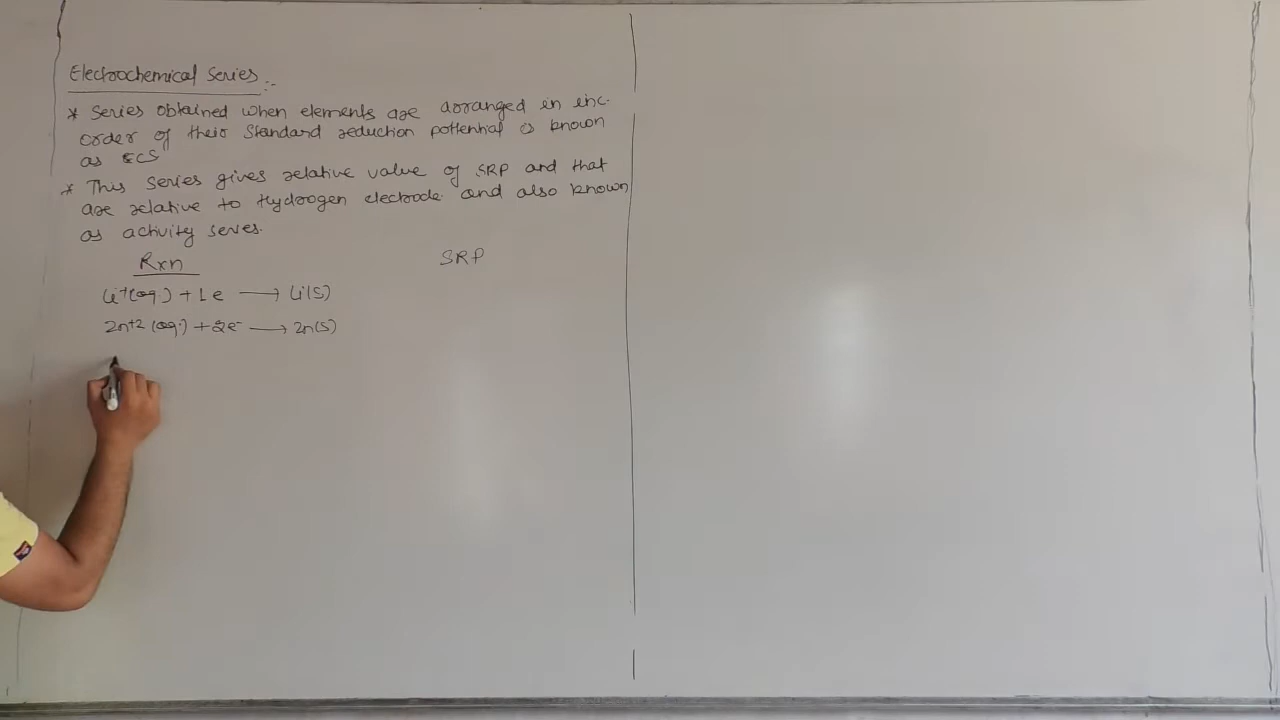 Electrochemical Series :-
* Series obtained when elements are arranged in inc.
order of their standard reduction pottential is known
as ECS
* This series gives relative value of SRP and that
are relative to Hydrogen electrode and also known
as activity series.
Rxn SRP
Li+(aq.) + 1e ⟶ Li(s)
Zn+2 (aq.) + 2e- ⟶ Zn(s)